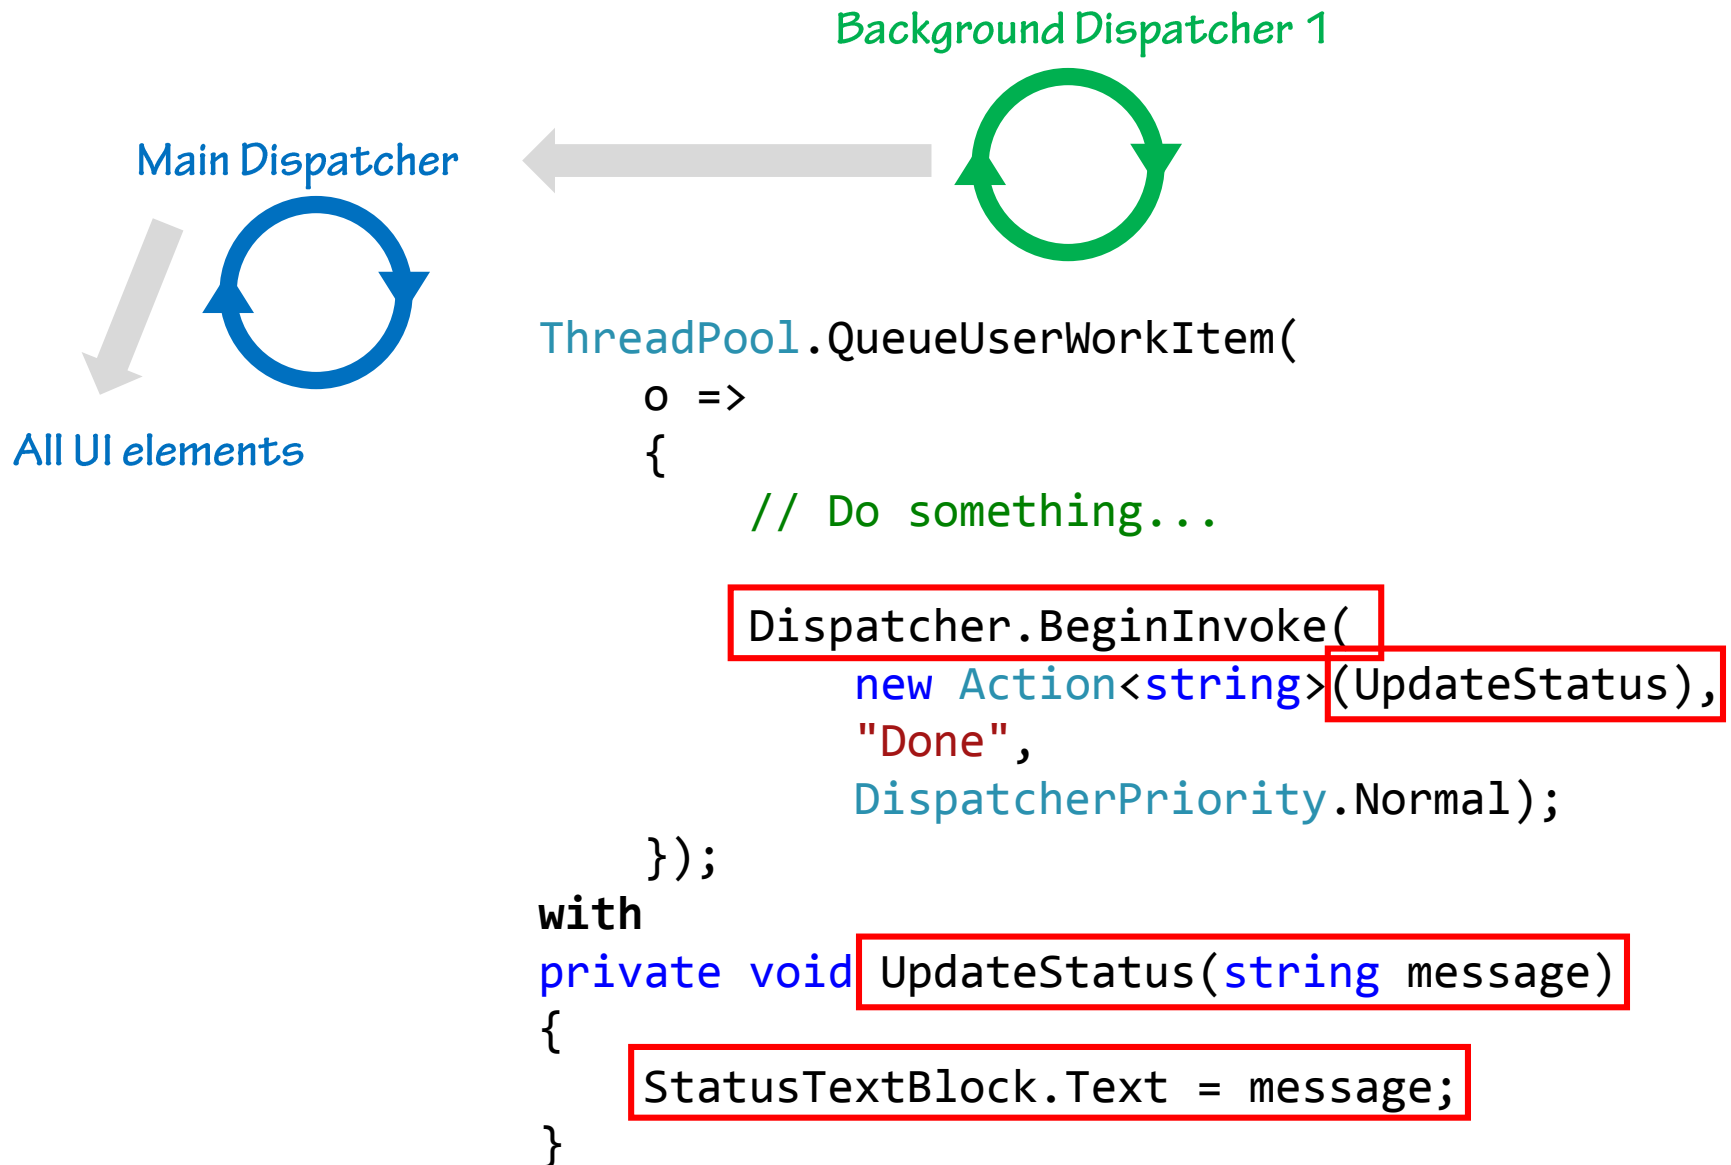 Background Dispatcher 1
Main Dispatcher
All UI elements
ThreadPool.QueueUserWorkItem(
o =>
{
// Do something...
Dispatcher.BeginInvoke(
new Action<string>(UpdateStatus),
"Done",
DispatcherPriority.Normal);
});
with
private void UpdateStatus(string message)
{
StatusTextBlock.Text = message;
}